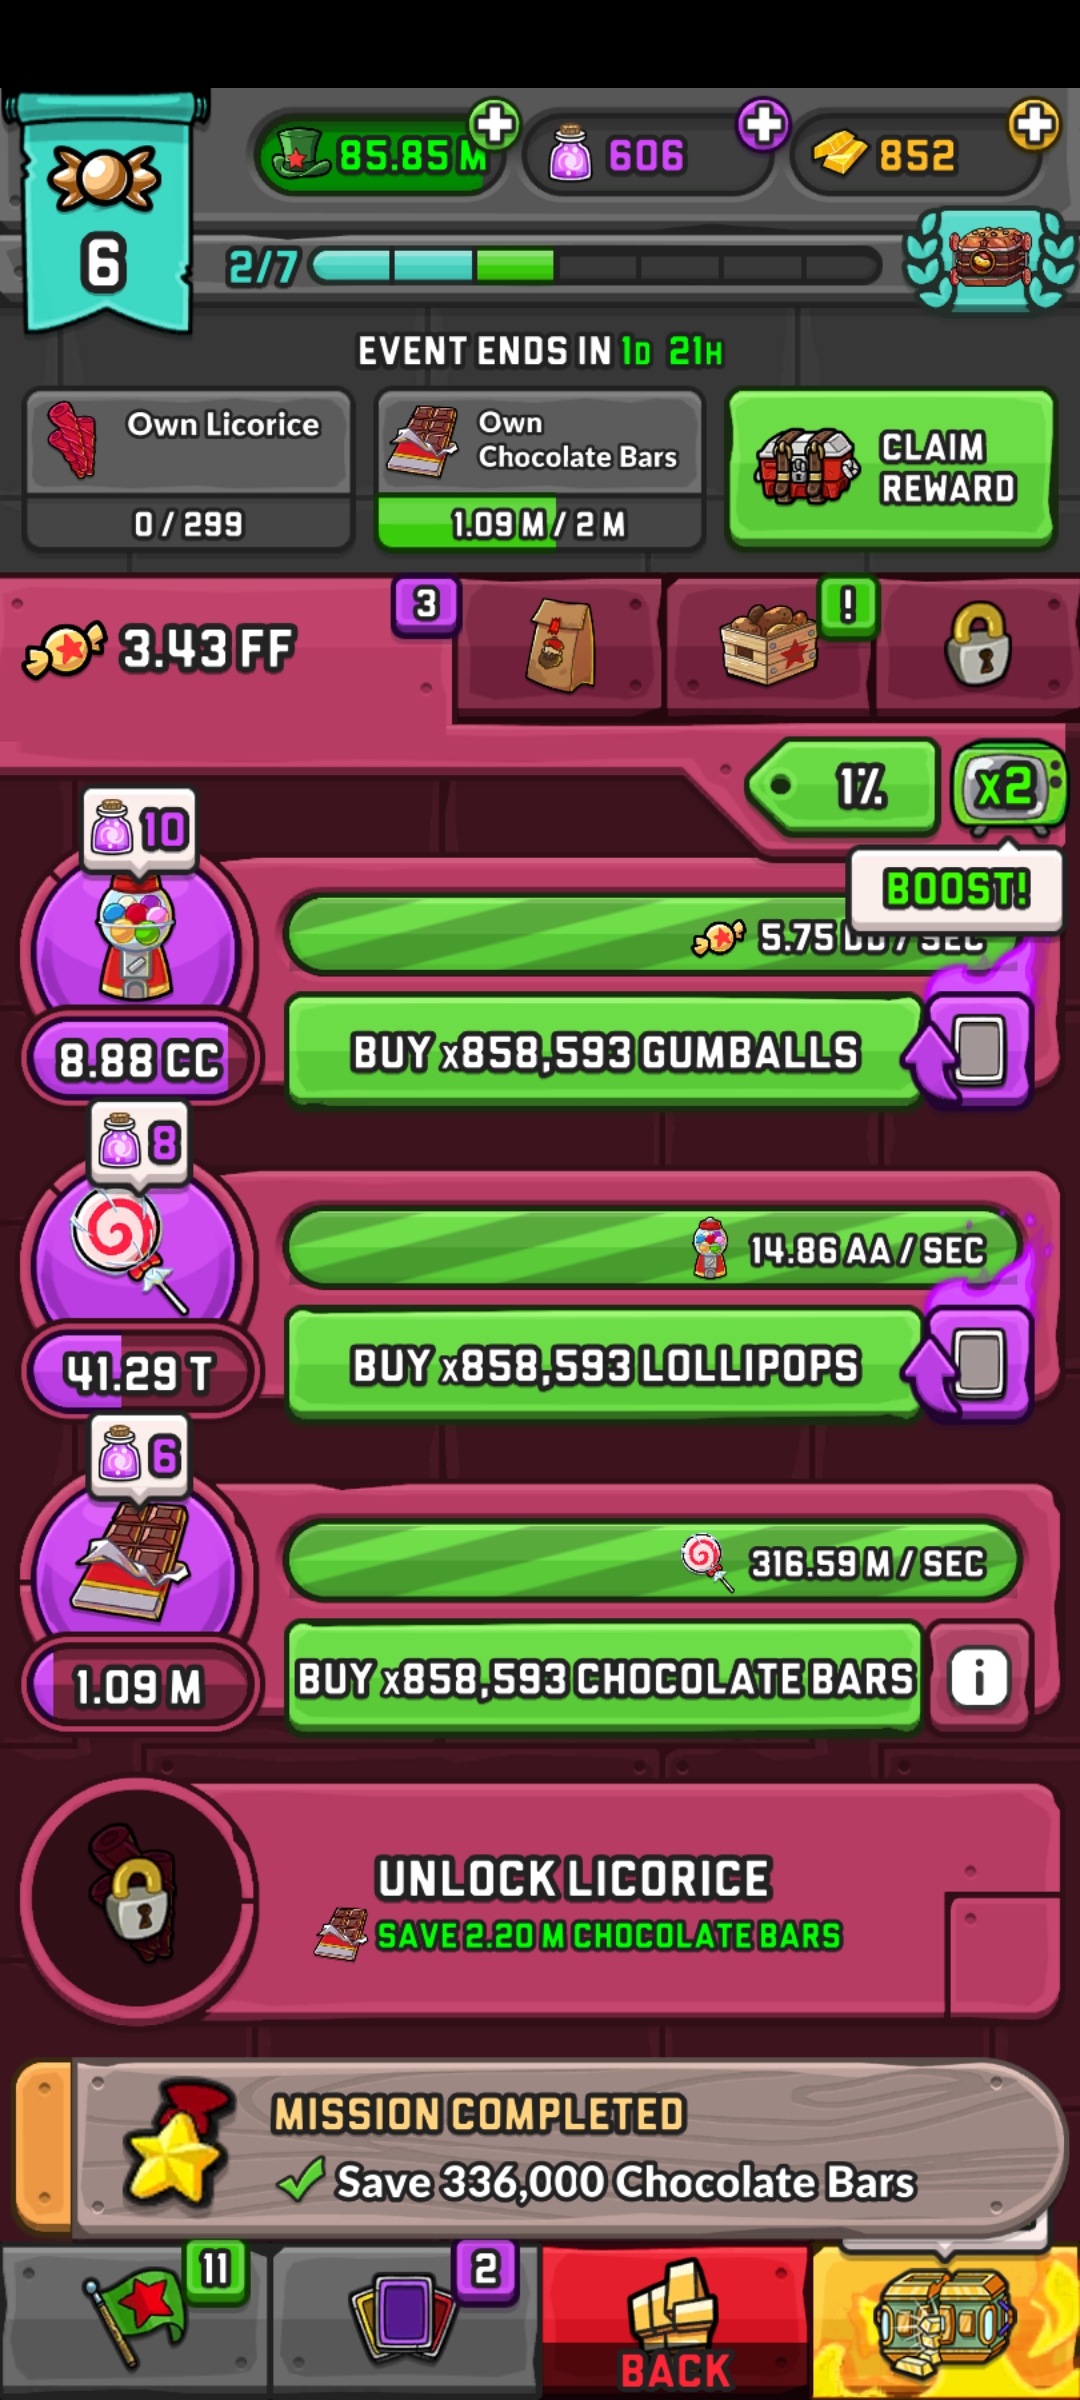 85.85 M
606
852
6
2/7
EVENT ENDS IN 1D 21H
Own Licorice
0 / 299
Own
Chocolate Bars
1.09 M / 2 M
CLAIM
REWARD
3.43 FF
3
!
1%
x2
BOOST!
10
5.75 DD / SEC
8.88 CC
BUY x858,593 GUMBALLS
8
14.86 AA / SEC
41.29 T
BUY x858,593 LOLLIPOPS
6
316.59 M / SEC
1.09 M
BUY x858,593 CHOCOLATE BARS
i
UNLOCK LICORICE
SAVE 2.20 M CHOCOLATE BARS
MISSION COMPLETED
Save 336,000 Chocolate Bars
11
2
BACK